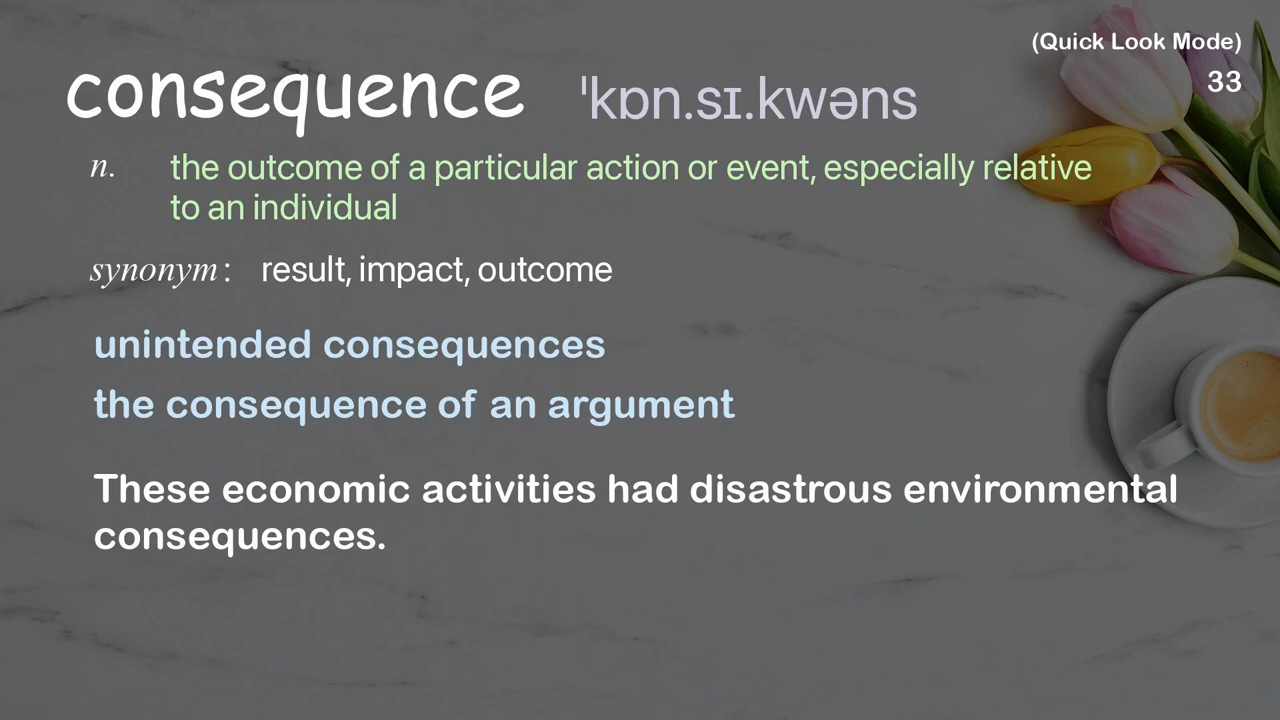 (Quick Look Mode)
33
consequence ˈkɒn.sɪ.kwəns
n. the outcome of a particular action or event, especially relative
to an individual
synonym: result, impact, outcome
unintended consequences
the consequence of an argument
These economic activities had disastrous environmental
consequences.